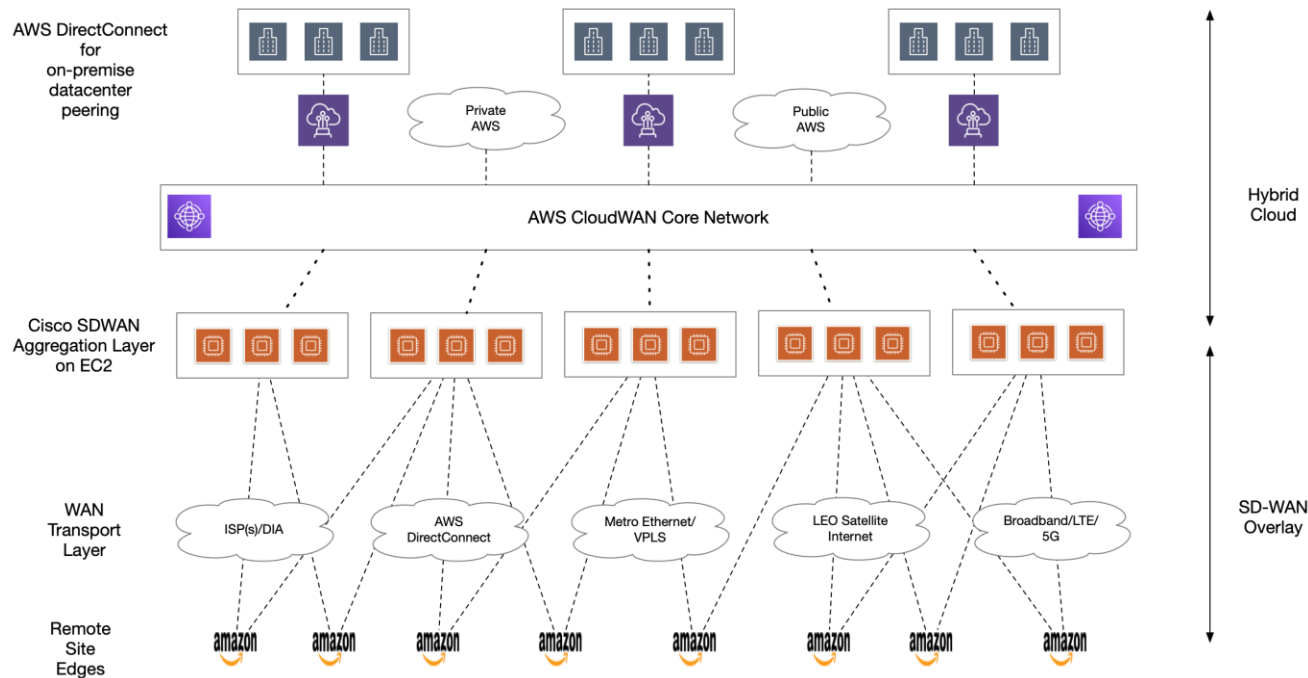 AWS DirectConnect
for
on-premise
datacenter
peering
Private
AWS
Public
AWS
AWS CloudWAN Core Network
Hybrid
Cloud
Cisco SDWAN
Aggregation Layer
on EC2
WAN
Transport
Layer
ISP(s)/DIA
AWS
DirectConnect
Metro Ethernet/
VPLS
LEO Satellite
Internet
Broadband/LTE/
5G
SD-WAN
Overlay
Remote
Site
Edges
amazon
amazon
amazon
amazon
amazon
amazon
amazon
amazon